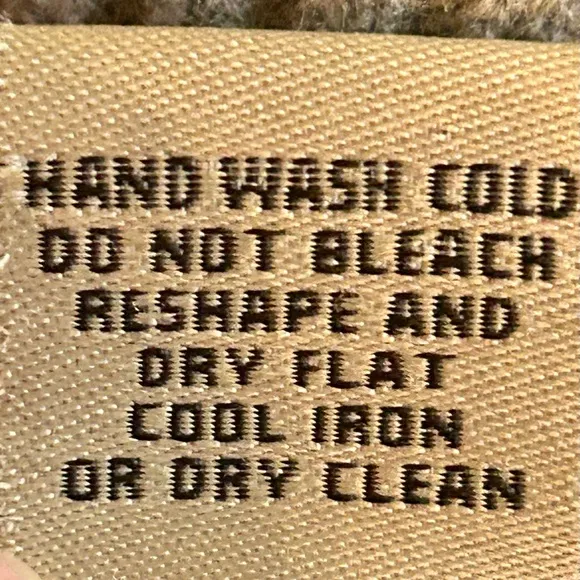 HAND WASH COLD
DO NOT BLEACH
RESHAPE AND
DRY FLAT
COOL IRON
OR DRY CLEAN